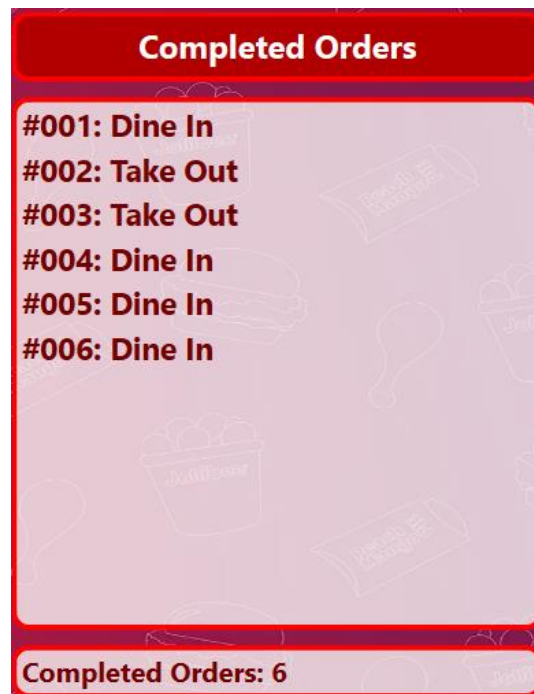 Completed Orders
#001: Dine In
#002: Take Out
#003: Take Out
#004: Dine In
#005: Dine In
#006: Dine In
Completed Orders: 6